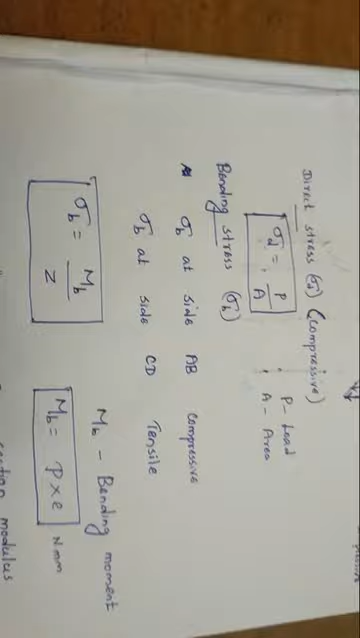 Direct stress (σd) (compressive)
σd = P/A
P - Load
A - Area
Bending stress (σb)
σb at side AB compressive
σb at side CD Tensile
σb = Mb/Z
Mb - Bending moment
Mb = P×e N·mm
section modulus